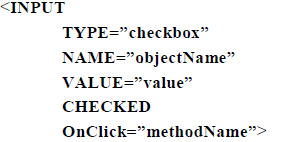 <INPUT
TYPE=”checkbox”
NAME=”objectName”
VALUE=”value”
CHECKED
OnClick=”methodName”>